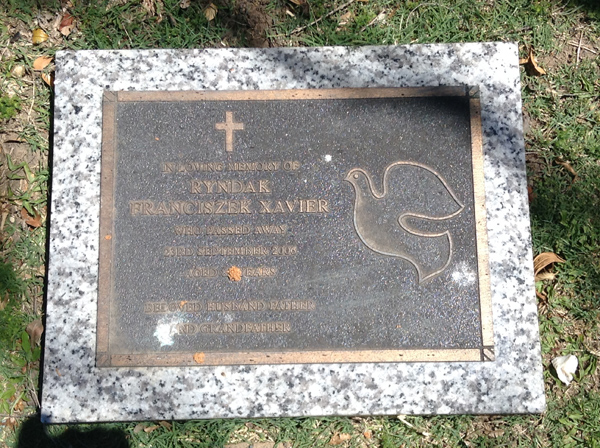 IN LOVING MEMORY OF
RYNDAK
FRANCISZEK XAVIER
WHO PASSED AWAY
SEPTEMBER
AGED YEARS
BELOVED HUSBAND FATHER
AND GRANDFATHER